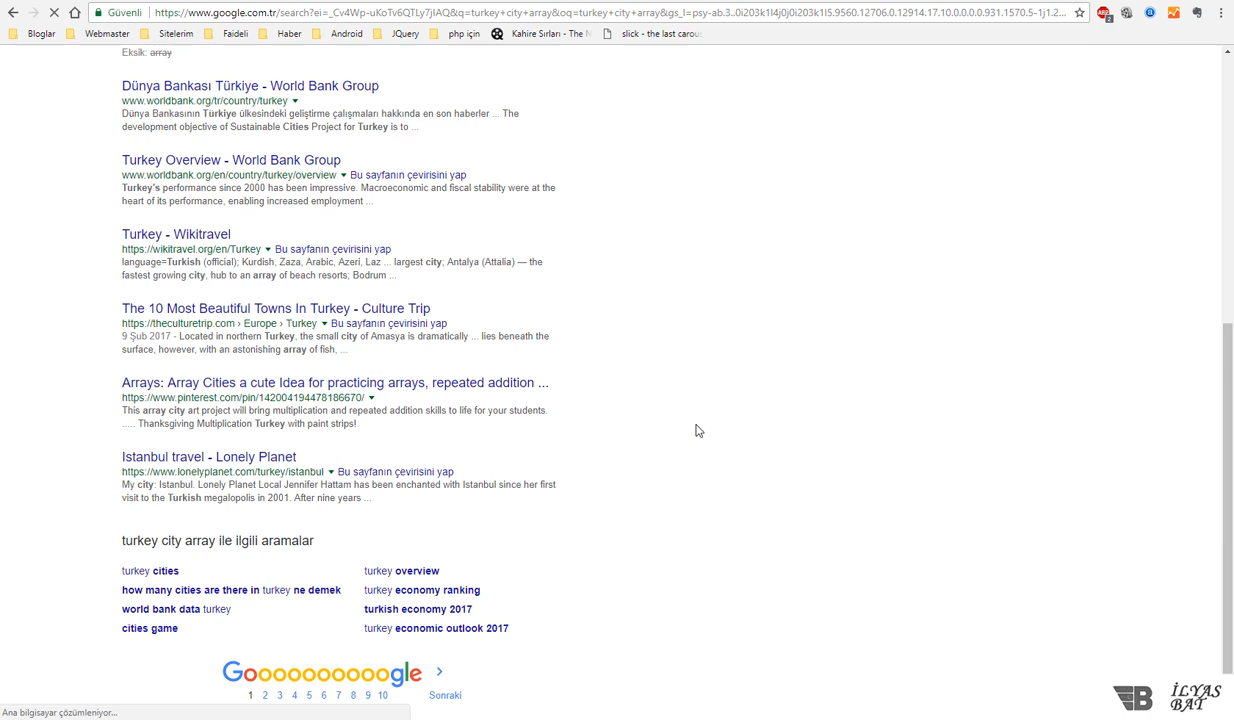 Güvenli
https://www.google.com.tr/search?ei=_Cv4Wp-uKoTv6QTLy7jIAQ&q=turkey+city+array&oq=turkey+city+array&gs_l=psy-ab.3..0i203k1l4j0j0i203k1l5.9560.12706.0.12914.17.10.0.0.0.0.931.1570.5-1j1.2...
Bloglar Webmaster Sitelerim Faideli Haber Android JQuery php için Kahire Sırları - The N slick - the last carou
Eksik: array
Dünya Bankası Türkiye - World Bank Group
www.worldbank.org/tr/country/turkey
Dünya Bankasının Türkiye ülkesindeki geliştirme çalışmaları hakkında en son haberler ... The
development objective of Sustainable Cities Project for Turkey is to ...
Turkey Overview - World Bank Group
www.worldbank.org/en/country/turkey/overview Bu sayfanın çevirisini yap
Turkey's performance since 2000 has been impressive. Macroeconomic and fiscal stability were at the
heart of its performance, enabling increased employment ...
Turkey - Wikitravel
https://wikitravel.org/en/Turkey Bu sayfanın çevirisini yap
language=Turkish (official); Kurdish, Zaza, Arabic, Azeri, Laz ... largest city; Antalya (Attalia) — the
fastest growing city, hub to an array of beach resorts; Bodrum ...
The 10 Most Beautiful Towns In Turkey - Culture Trip
https://theculturetrip.com › Europe › Turkey Bu sayfanın çevirisini yap
9 Şub 2017 - Located in northern Turkey, the small city of Amasya is dramatically ... lies beneath the
surface, however, with an astonishing array of fish, ...
Arrays: Array Cities a cute Idea for practicing arrays, repeated addition ...
https://www.pinterest.com/pin/142004194478186670/
This array city art project will bring multiplication and repeated addition skills to life for your students.
..... Thanksgiving Multiplication Turkey with paint strips!
Istanbul travel - Lonely Planet
https://www.lonelyplanet.com/turkey/istanbul Bu sayfanın çevirisini yap
My city: Istanbul. Lonely Planet Local Jennifer Hattam has been enchanted with Istanbul since her first
visit to the Turkish megalopolis in 2001. After nine years ...
turkey city array ile ilgili aramalar
turkey cities turkey overview
how many cities are there in turkey ne demek turkey economy ranking
world bank data turkey turkish economy 2017
cities game turkey economic outlook 2017
Goooooooooogle
1 2 3 4 5 6 7 8 9 10 Sonraki
Ana bilgisayar çözümleniyor...
B İLYAS
BAT